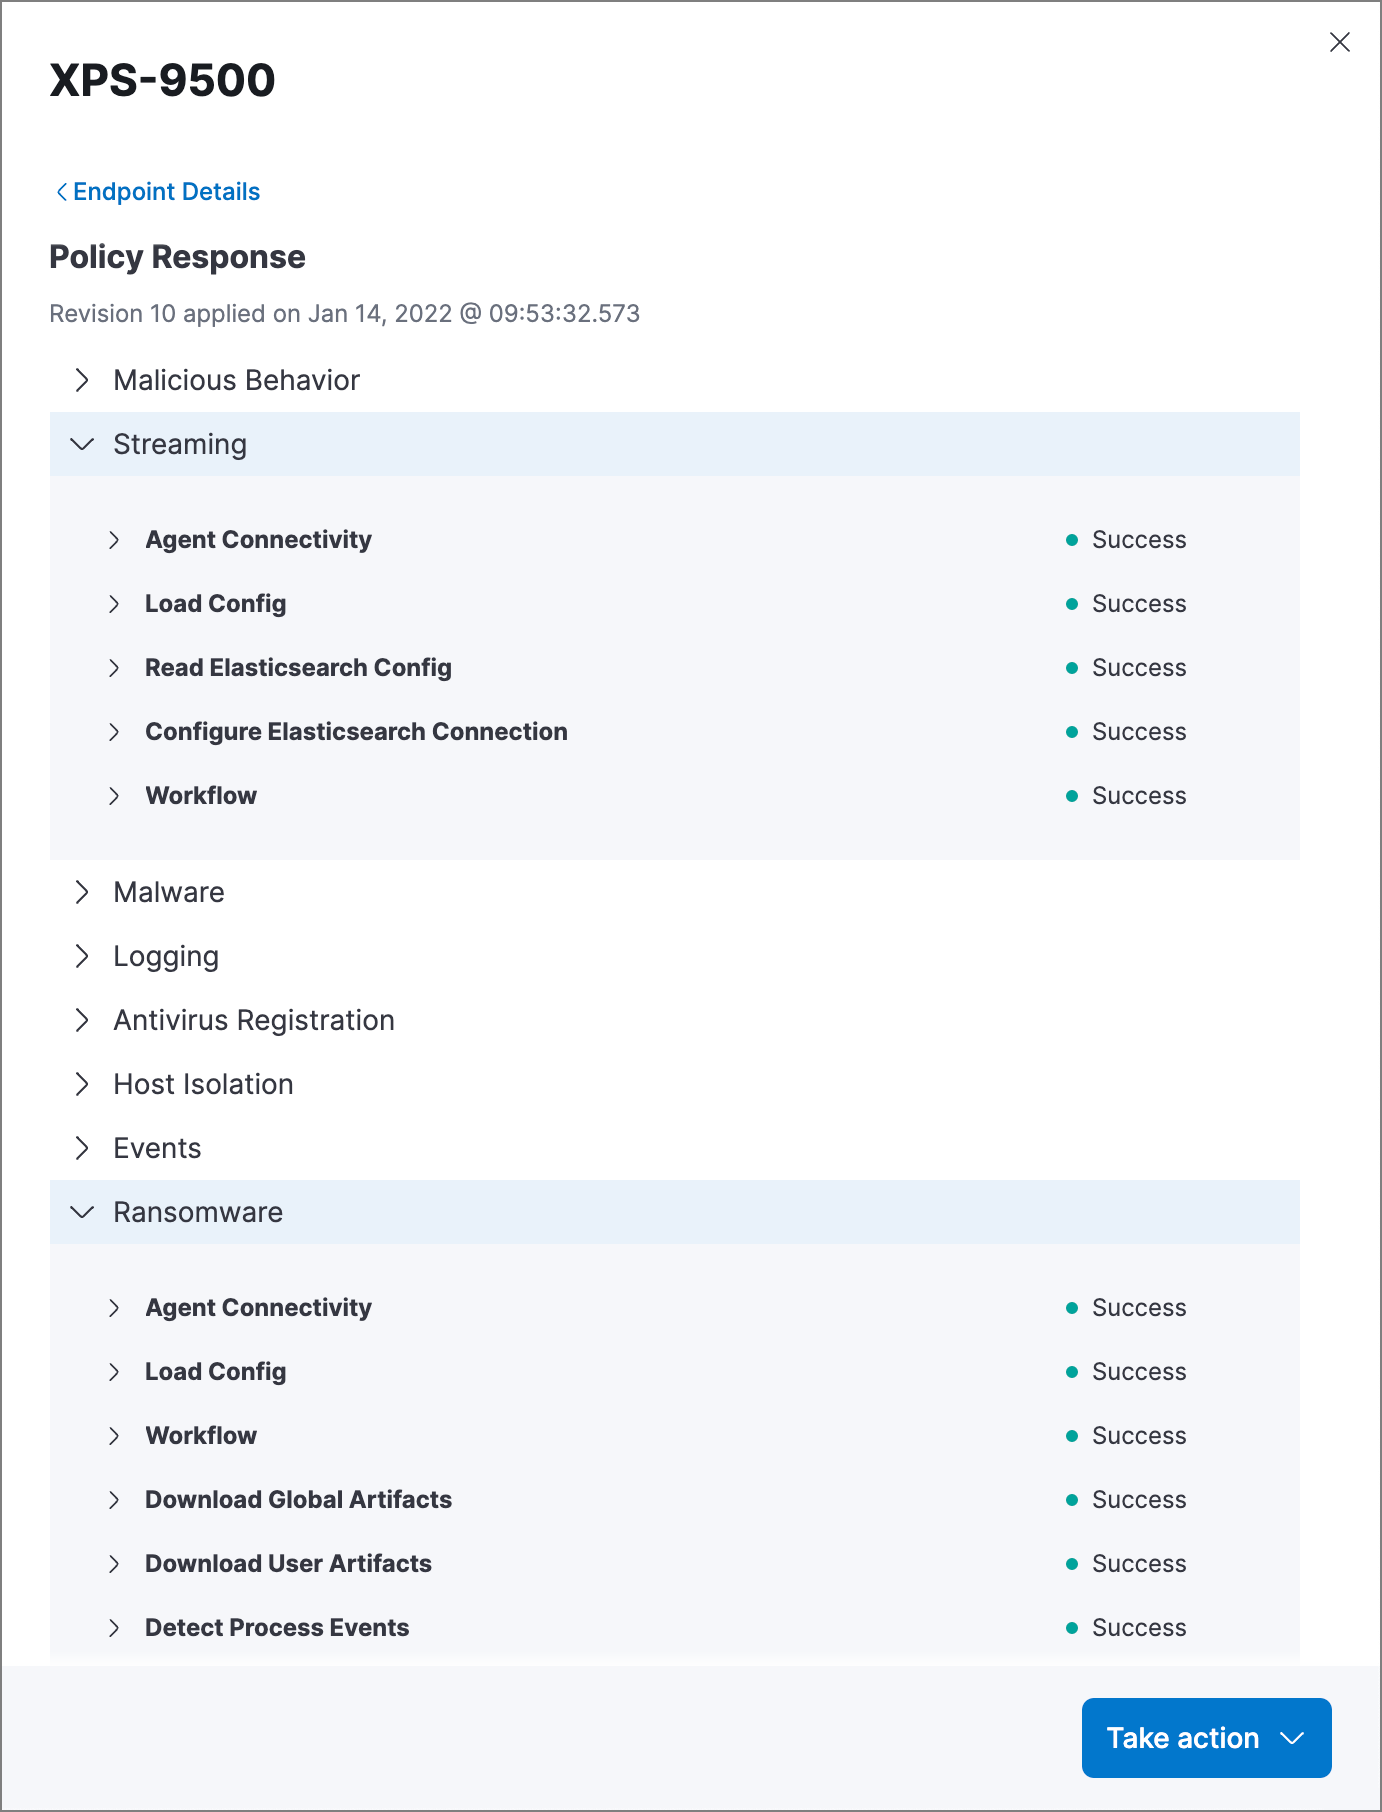 XPS-9500
Endpoint Details
Policy Response
Revision 10 applied on Jan 14, 2022 @ 09:53:32.573
Malicious Behavior
Streaming
Agent Connectivity Success
Load Config Success
Read Elasticsearch Config Success
Configure Elasticsearch Connection Success
Workflow Success
Malware
Logging
Antivirus Registration
Host Isolation
Events
Ransomware
Agent Connectivity Success
Load Config Success
Workflow Success
Download Global Artifacts Success
Download User Artifacts Success
Detect Process Events Success
Take action